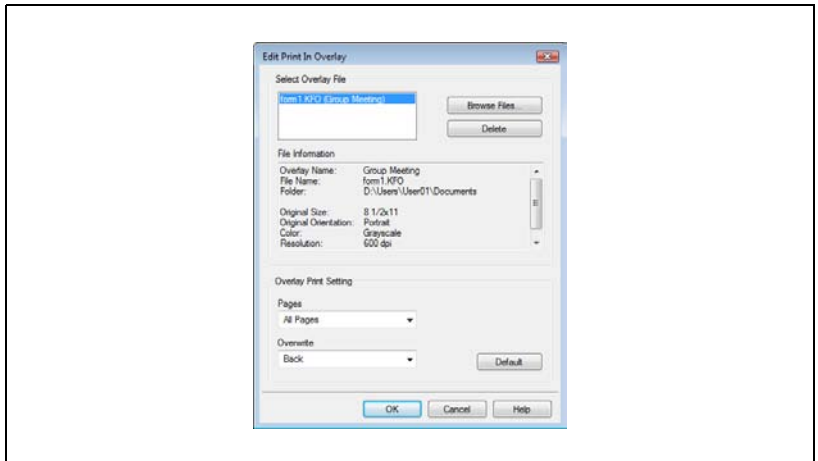 Edit Print In Overlay
Select Overlay File
form1.KFO (Group Meeting)
Browse Files...
Delete
File Information
Overlay Name: Group Meeting
File Name: form1.KFO
Folder: D:\Users\User01\Documents
Original Size: 8 1/2x11
Original Orientation: Portrait
Color: Grayscale
Resolution: 600 dpi
Overlay Print Setting
Pages
All Pages
Overwrite
Back
Default
OK Cancel Help